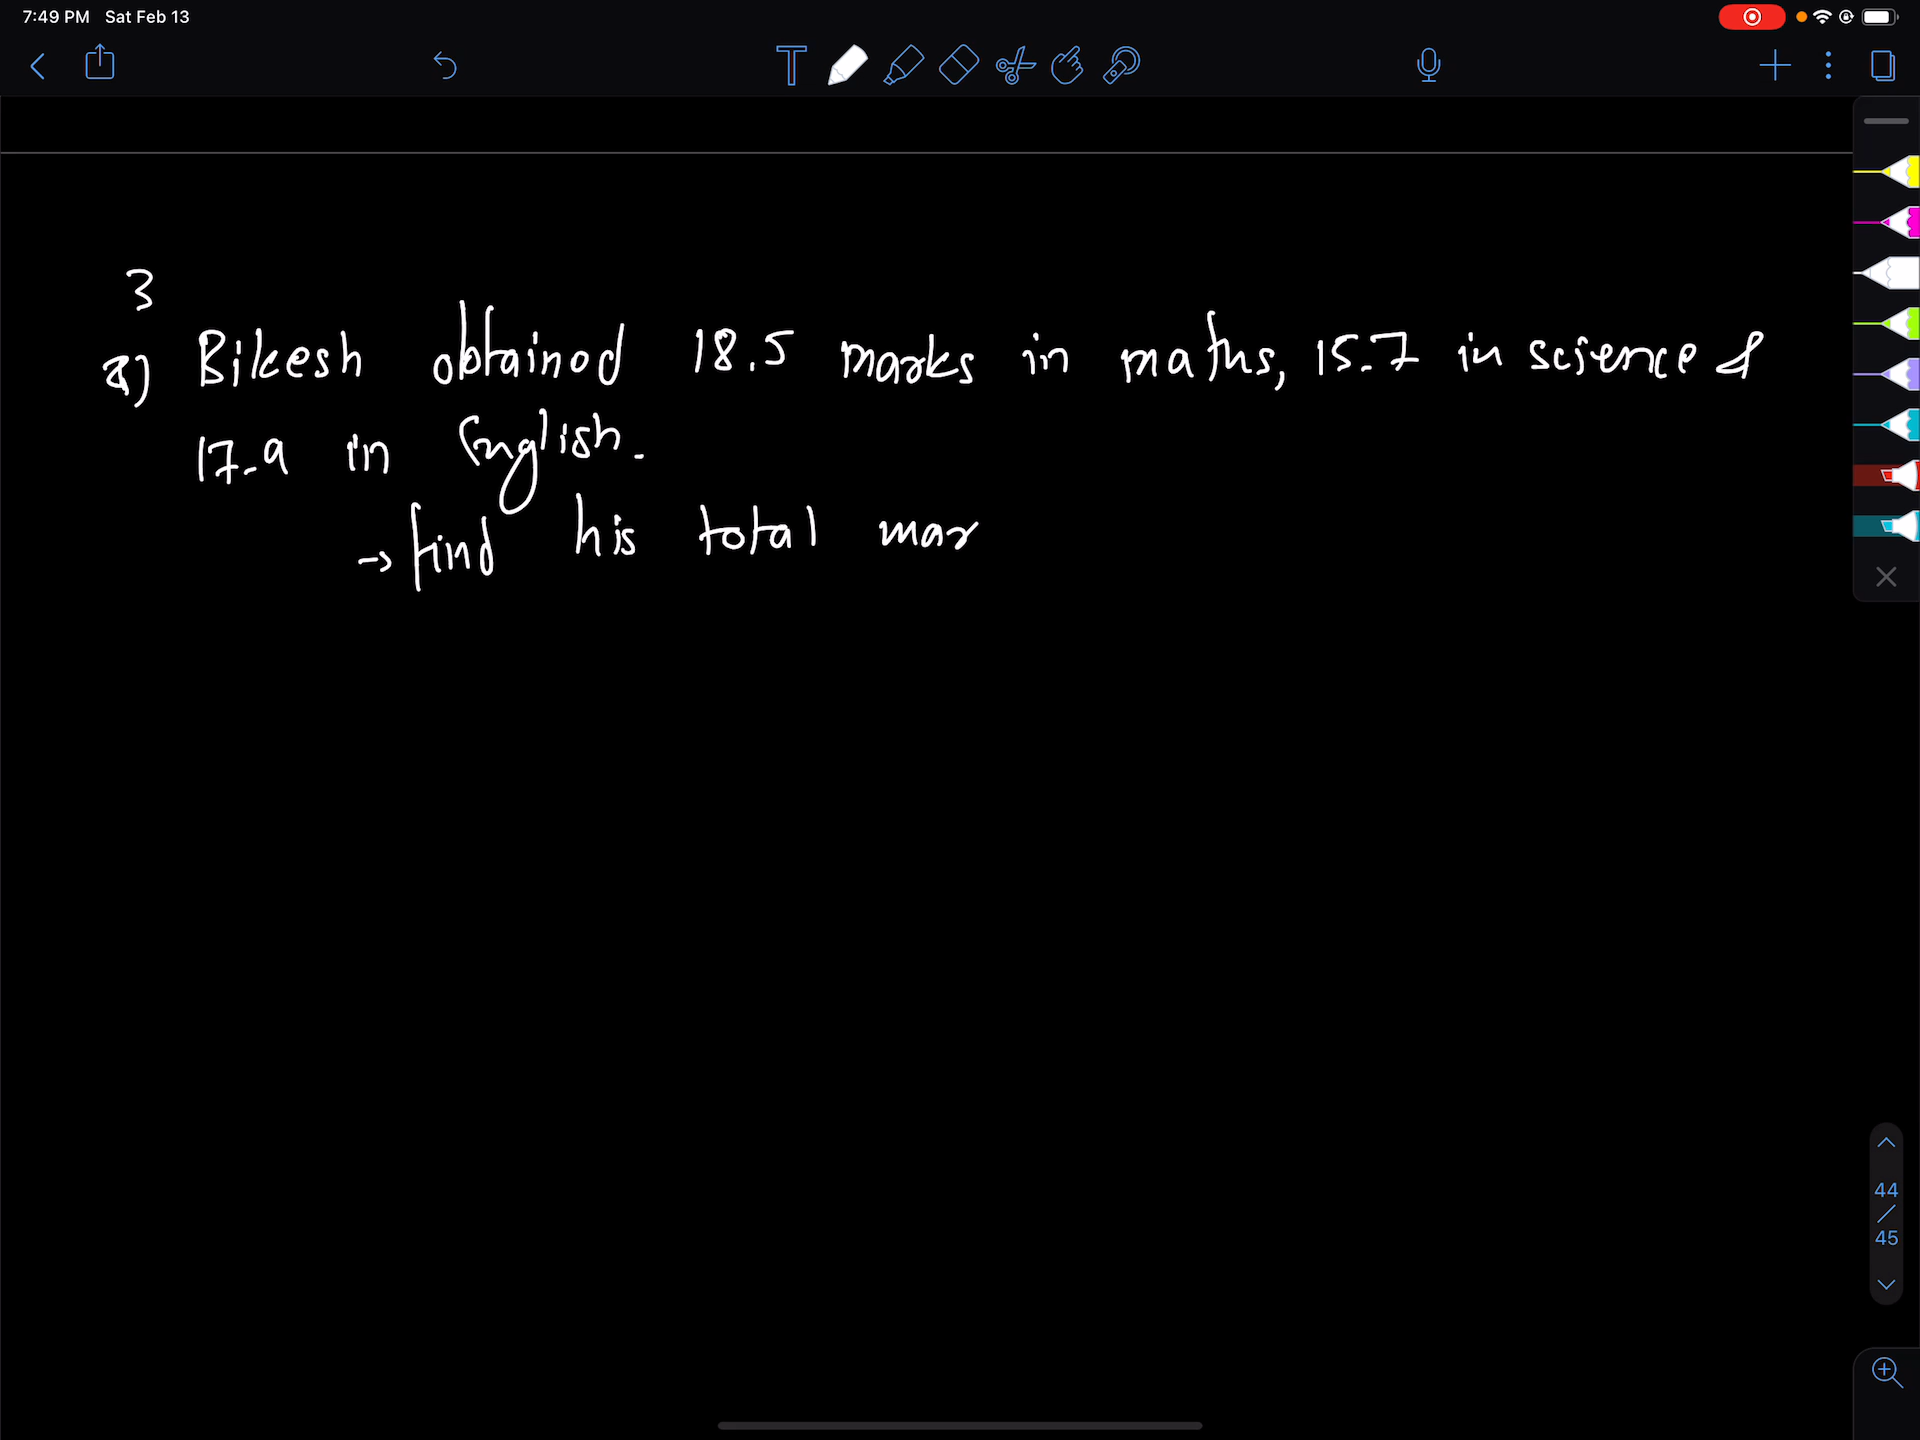 7:49 PM Sat Feb 13
3
a) Bikesh obtained 18.5 marks in maths, 15.7 in science &
17.9 in English.
→ find his total mar
44
/
45